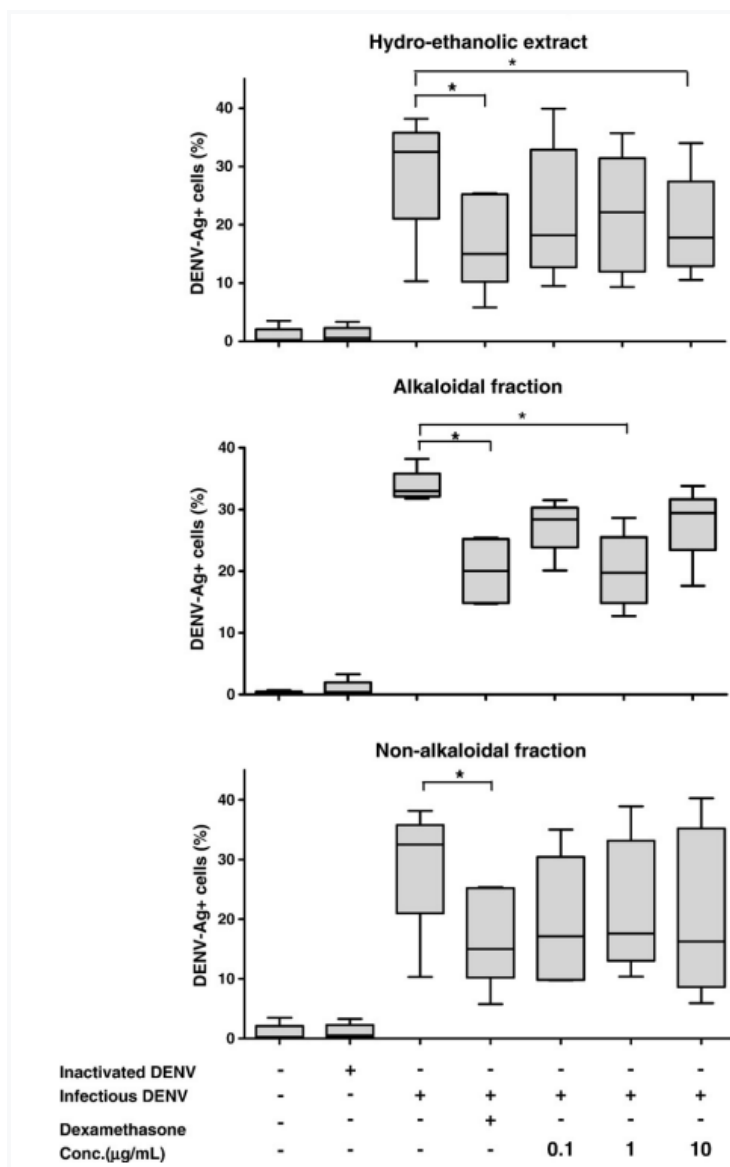 Hydro-ethanolic extract
*
*
DENV-Ag+ cells (%)
40
30
20
10
0
Alkaloidal fraction
*
*
DENV-Ag+ cells (%)
40
30
20
10
0
Non-alkaloidal fraction
*
DENV-Ag+ cells (%)
40
30
20
10
0
Inactivated DENV - + - - - - -
Infectious DENV - - + + + + +
Dexamethasone - - - + - - -
Conc.(μg/mL) - - - - 0.1 1 10